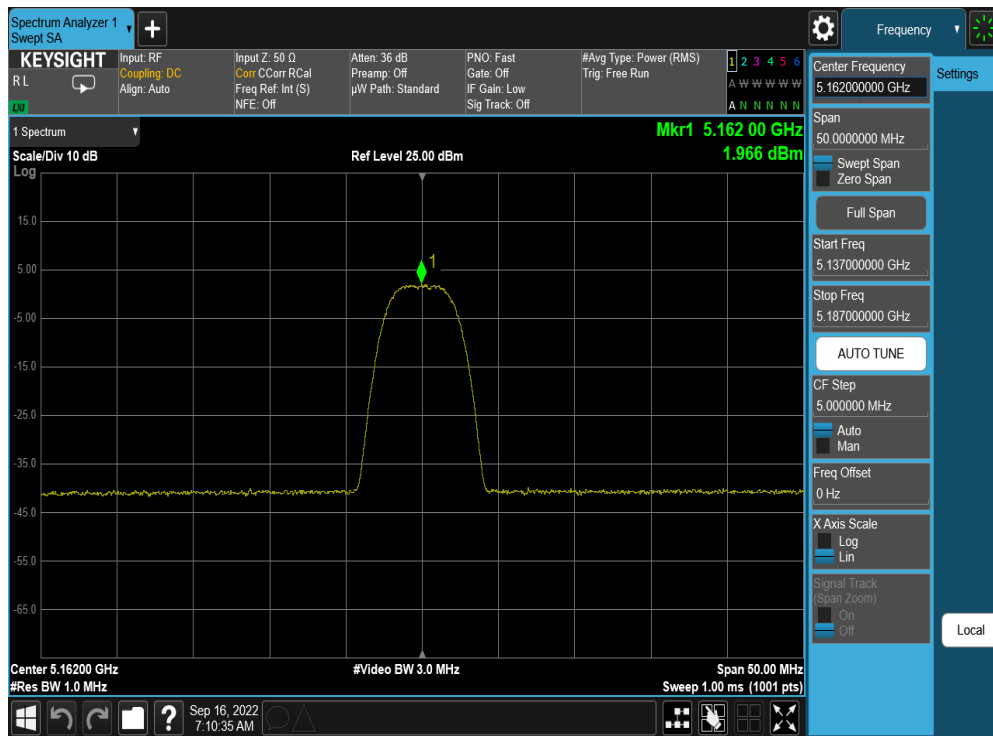 Spectrum Analyzer 1
Swept SA
Frequency
KEYSIGHT
R L
LNI
Input: RF
Coupling: DC
Align: Auto
Input Z: 50 Ω
Corr CCorr RCal
Freq Ref: Int (S)
NFE: Off
Atten: 36 dB
Preamp: Off
µW Path: Standard
PNO: Fast
Gate: Off
IF Gain: Low
Sig Track: Off
#Avg Type: Power (RMS)
Trig: Free Run
1 2 3 4 5 6
A W W W W W
A N N N N N
1 Spectrum
Mkr1 5.162 00 GHz
Scale/Div 10 dB
Ref Level 25.00 dBm
1.966 dBm
Log
1
15.0
5.00
-5.00
-15.0
-25.0
-35.0
-45.0
-55.0
-65.0
Center 5.16200 GHz
#Video BW 3.0 MHz
Span 50.00 MHz
#Res BW 1.0 MHz
Sweep 1.00 ms (1001 pts)
Center Frequency
5.162000000 GHz
Settings
Span
50.0000000 MHz
Swept Span
Zero Span
Full Span
Start Freq
5.137000000 GHz
Stop Freq
5.187000000 GHz
AUTO TUNE
CF Step
5.000000 MHz
Auto
Man
Freq Offset
0 Hz
X Axis Scale
Log
Lin
Signal Track
(Span Zoom)
On
Off
Local
?
Sep 16, 2022
7:10:35 AM